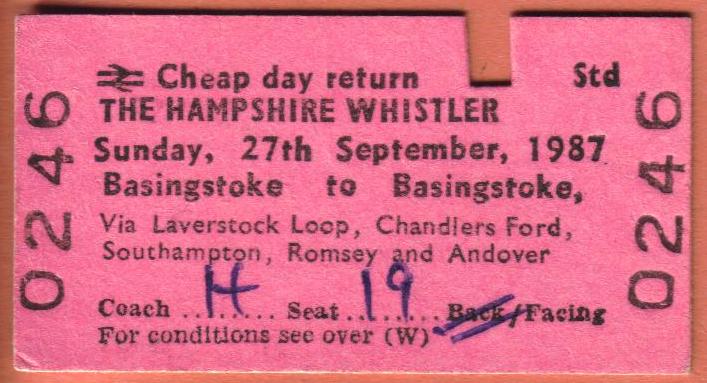 Cheap day return Std
THE HAMPSHIRE WHISTLER
Sunday, 27th September, 1987
Basingstoke to Basingstoke,
Via Laverstock Loop, Chandlers Ford,
Southampton, Romsey and Andover
Coach ..H...... Seat ..19...... Back/Facing
For conditions see over (W)
0246
0246